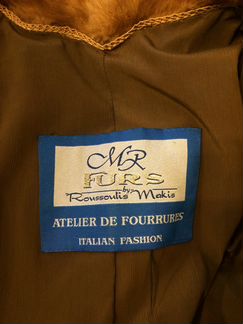 MR
FURS
by
Roussoulis Makis
ATELIER DE FOURRURES
ITALIAN FASHION